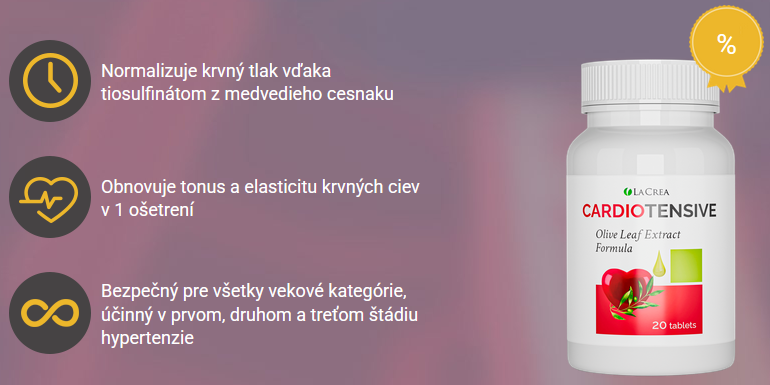 Normalizuje krvný tlak vďaka
tiosulfinátom z medvedieho cesnaku
Obnovuje tonus a elasticitu krvných ciev
v 1 ošetrení
Bezpečný pre všetky vekové kategórie,
účinný v prvom, druhom a treťom štádiu
hypertenzie
%
LACREA
CARDIOTENSIVE
Olive Leaf Extract
Formula
20 tablets